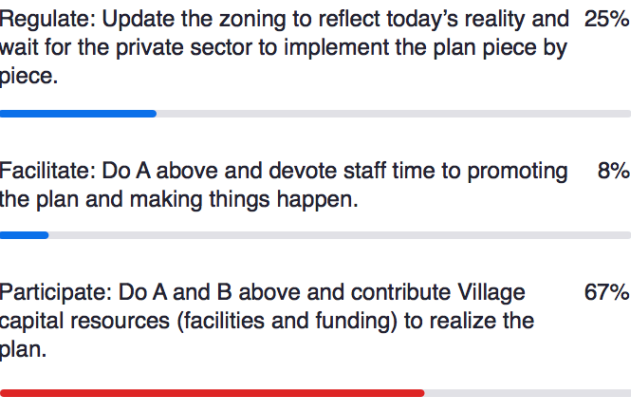 Regulate: Update the zoning to reflect today’s reality and 25%
wait for the private sector to implement the plan piece by
piece.
Facilitate: Do A above and devote staff time to promoting 8%
the plan and making things happen.
Participate: Do A and B above and contribute Village 67%
capital resources (facilities and funding) to realize the
plan.